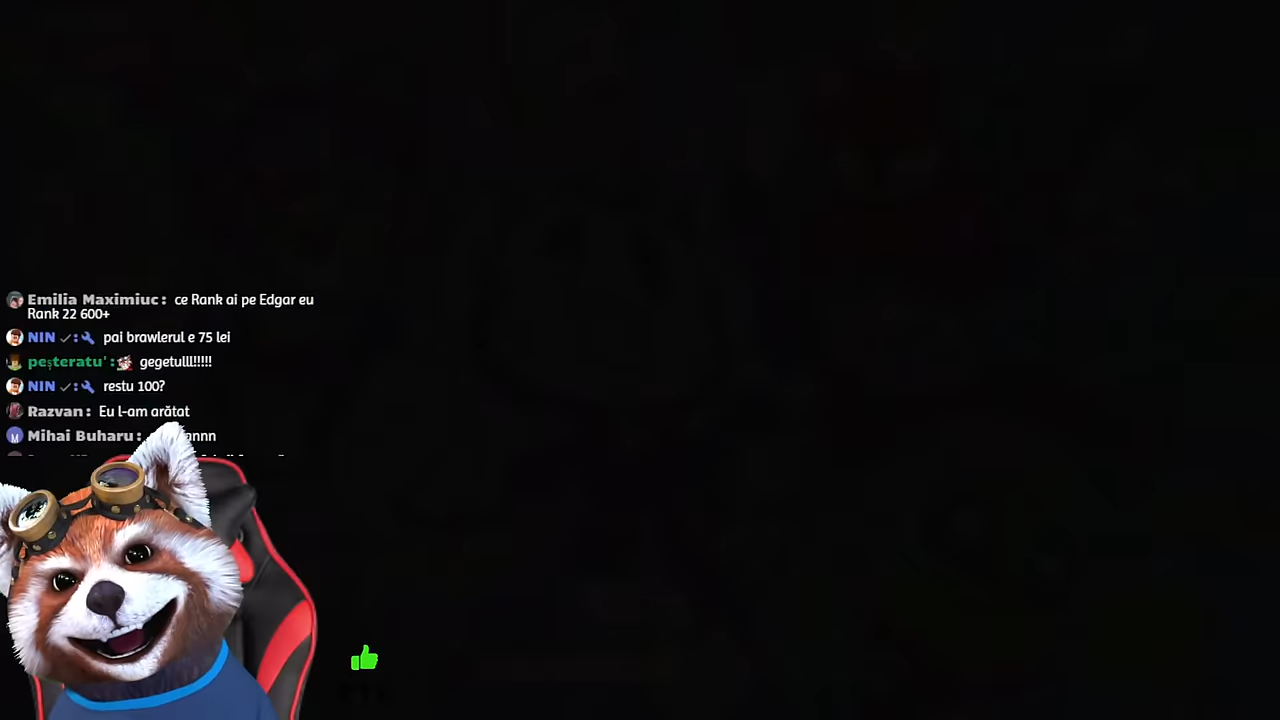 Emilia Maximiuc : ce Rank ai pe Edgar eu
Rank 22 600+
NIN ✓ : pai brawlerul e 75 lei
peșteratu' : gegetulll!!!!!
NIN ✓ : restu 100?
Razvan : Eu l-am arătat
Mihai Buharu :